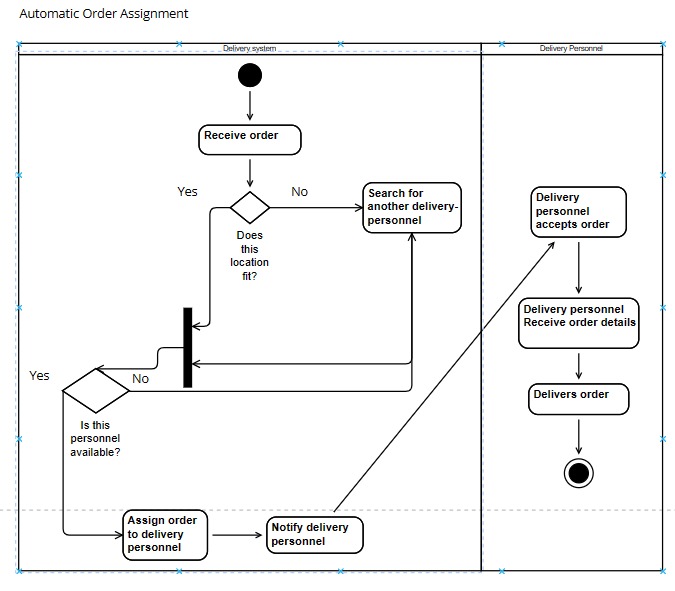 Automatic Order Assignment
Delivery system
Delivery Personnel
Receive order
Yes
No
Search for
another delivery-
personnel
Does
this
location
fit?
Delivery
personnel
accepts order
Delivery personnel
Receive order details
Yes
No
Delivers order
Is this
personnel
available?
Assign order
to delivery
personnel
Notify delivery
personnel